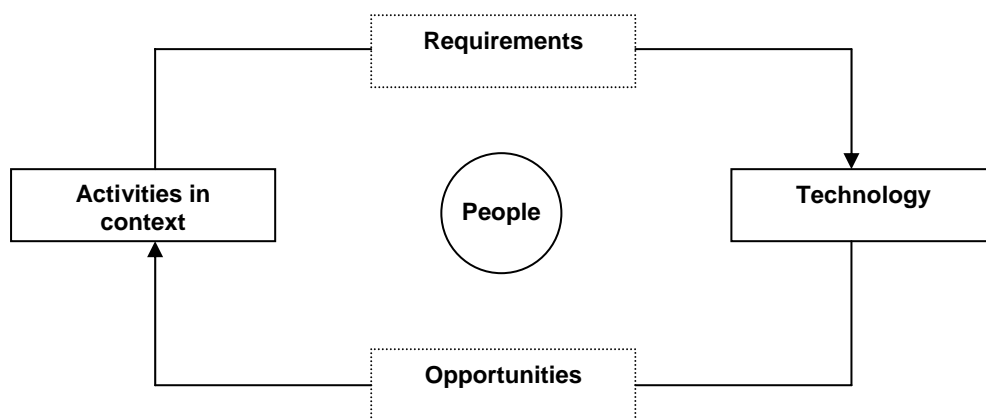 Requirements
Activities in
context
People
Technology
Opportunities